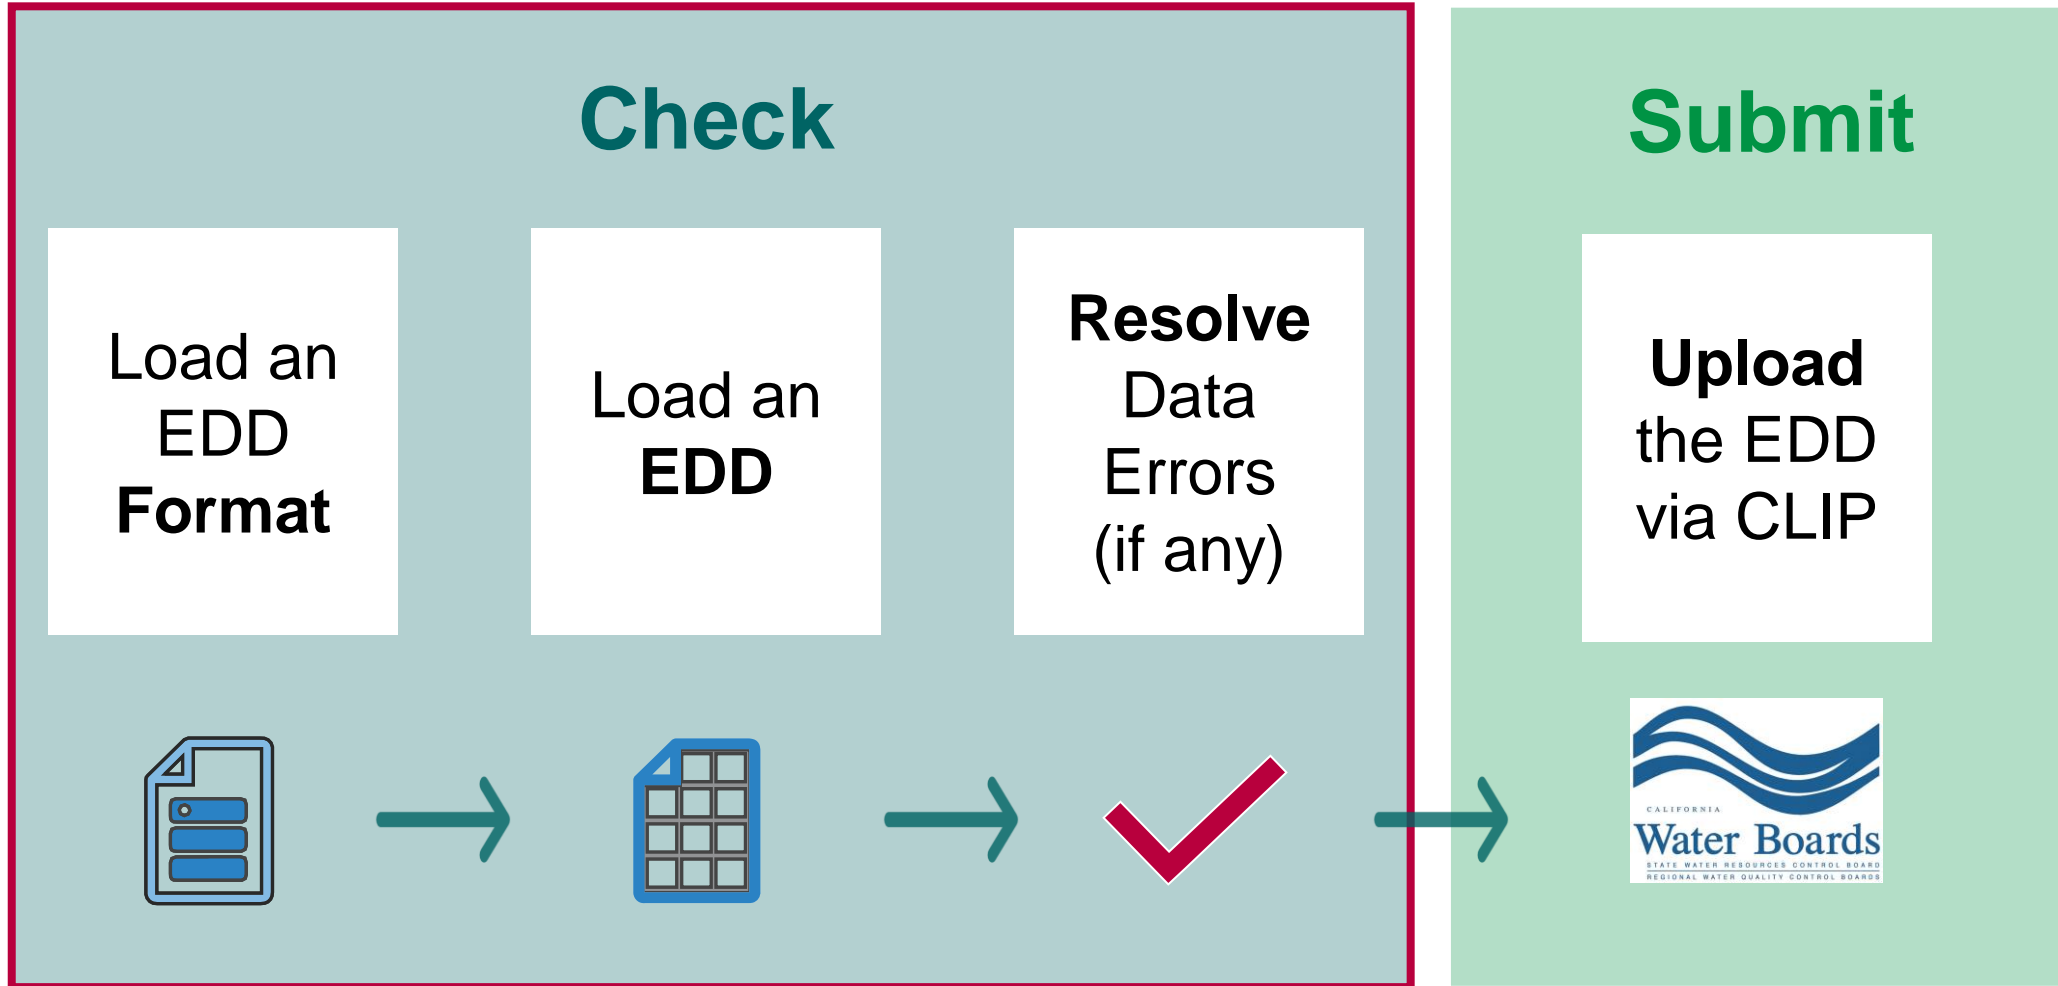 Check
Load an
EDD
Format
Load an
EDD
Resolve
Data
Errors
(if any)
Submit
Upload
the EDD
via CLIP
CALIFORNIA
Water Boards
STATE WATER RESOURCES CONTROL BOARD
REGIONAL WATER QUALITY CONTROL BOARDS